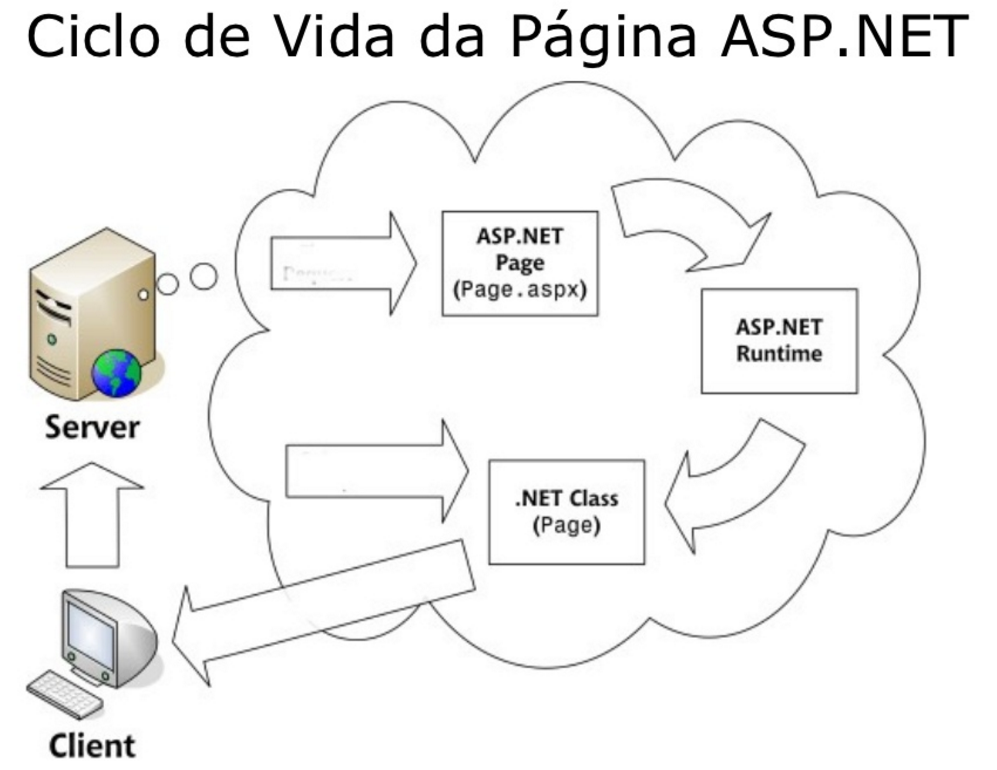 Ciclo de Vida da Página ASP.NET
ASP.NET
Page
(Page.aspx)
ASP.NET
Runtime
Server
.NET Class
(Page)
Client